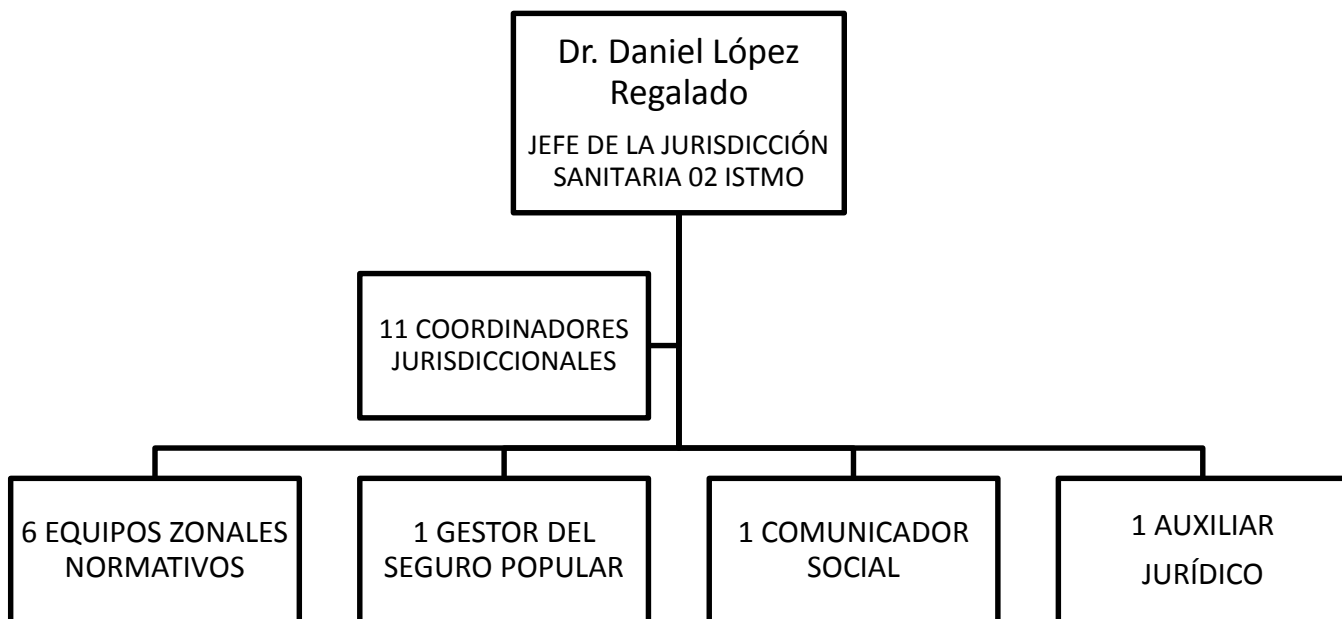 Dr. Daniel López
Regalado
JEFE DE LA JURISDICCIÓN
SANITARIA 02 ISTMO
11 COORDINADORES
JURISDICCIONALES
6 EQUIPOS ZONALES
NORMATIVOS
1 GESTOR DEL
SEGURO POPULAR
1 COMUNICADOR
SOCIAL
1 AUXILIAR
JURÍDICO